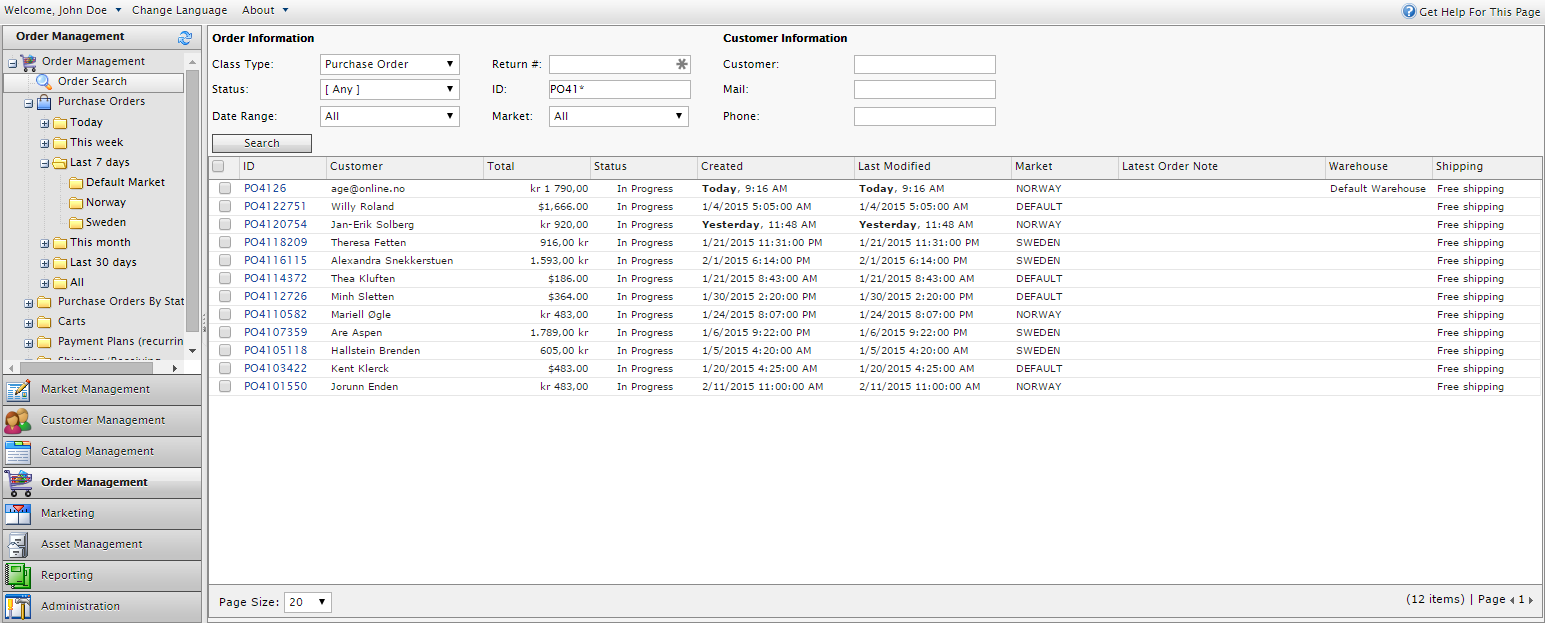 Welcome, John Doe Change Language About Get Help For This Page
Order Management
Order Management
Order Search
Purchase Orders
Today
This week
Last 7 days
Default Market
Norway
Sweden
This month
Last 30 days
All
Purchase Orders By Stat
Carts
Payment Plans (recurrin
Shipping/Receiving
Market Management
Customer Management
Catalog Management
Order Management
Marketing
Asset Management
Reporting
Administration
Order Information Customer Information
Class Type: Purchase Order Return #: Customer:
Status: [ Any ] ID: PO41* Mail:
Date Range: All Market: All Phone:
Search
ID Customer Total Status Created Last Modified Market Latest Order Note Warehouse Shipping
PO4126 age@online.no kr 1 790,00 In Progress Today, 9:16 AM Today, 9:16 AM NORWAY Default Warehouse Free shipping
PO4122751 Willy Roland $1,666.00 In Progress 1/4/2015 5:05:00 AM 1/4/2015 5:05:00 AM DEFAULT Free shipping
PO4120754 Jan-Erik Solberg kr 920,00 In Progress Yesterday, 11:48 AM Yesterday, 11:48 AM NORWAY Free shipping
PO4118209 Theresa Fetten 916,00 kr In Progress 1/21/2015 11:31:00 PM 1/21/2015 11:31:00 PM SWEDEN Free shipping
PO4116115 Alexandra Snekkerstuen 1.593,00 kr In Progress 2/1/2015 6:14:00 PM 2/1/2015 6:14:00 PM SWEDEN Free shipping
PO4114372 Thea Kluften $186.00 In Progress 1/21/2015 8:43:00 AM 1/21/2015 8:43:00 AM DEFAULT Free shipping
PO4112726 Minh Sletten $364.00 In Progress 1/30/2015 2:20:00 PM 1/30/2015 2:20:00 PM DEFAULT Free shipping
PO4110582 Mariell Øgle kr 483,00 In Progress 1/24/2015 8:07:00 PM 1/24/2015 8:07:00 PM NORWAY Free shipping
PO4107359 Are Aspen 1.789,00 kr In Progress 1/6/2015 9:22:00 PM 1/6/2015 9:22:00 PM SWEDEN Free shipping
PO4105118 Hallstein Brenden 605,00 kr In Progress 1/5/2015 4:20:00 AM 1/5/2015 4:20:00 AM SWEDEN Free shipping
PO4103422 Kent Klerck $483.00 In Progress 1/20/2015 4:25:00 AM 1/20/2015 4:25:00 AM DEFAULT Free shipping
PO4101550 Jorunn Enden kr 483,00 In Progress 2/11/2015 11:00:00 AM 2/11/2015 11:00:00 AM NORWAY Free shipping
Page Size: 20 (12 items) | Page 1